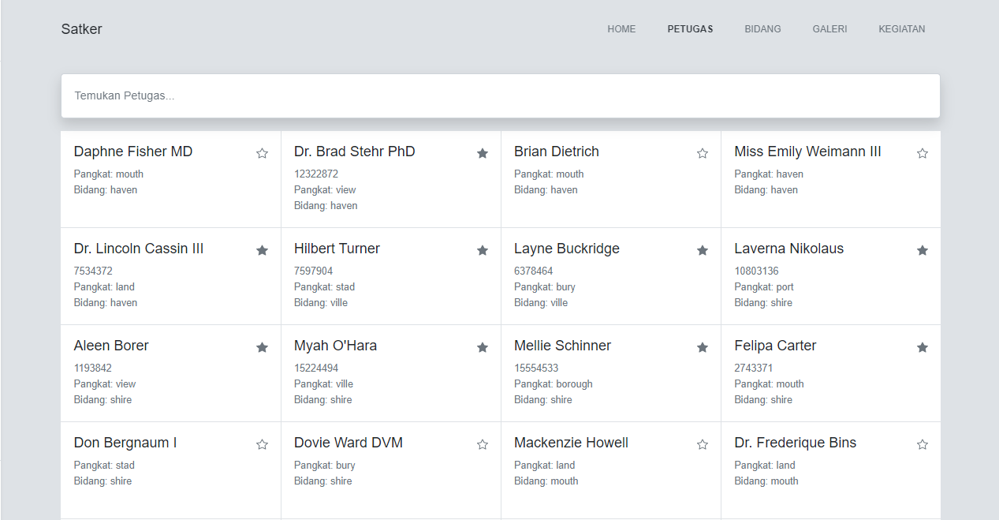 Satker
HOME
PETUGAS
BIDANG
GALERI
KEGIATAN
Temukan Petugas...
Daphne Fisher MD
Pangkat: mouth
Bidang: haven
Dr. Brad Stehr PhD
12322872
Pangkat: view
Bidang: haven
Brian Dietrich
Pangkat: mouth
Bidang: haven
Miss Emily Weimann III
Pangkat: haven
Bidang: haven
Dr. Lincoln Cassin III
7534372
Pangkat: land
Bidang: haven
Hilbert Turner
7597904
Pangkat: stad
Bidang: ville
Layne Buckridge
6378464
Pangkat: bury
Bidang: ville
Laverna Nikolaus
10803136
Pangkat: port
Bidang: shire
Aleen Borer
1193842
Pangkat: view
Bidang: shire
Myah O'Hara
15224494
Pangkat: ville
Bidang: shire
Mellie Schinner
15554533
Pangkat: borough
Bidang: shire
Felipa Carter
2743371
Pangkat: mouth
Bidang: shire
Don Bergnaum I
Pangkat: stad
Bidang: shire
Dovie Ward DVM
Pangkat: bury
Bidang: shire
Mackenzie Howell
Pangkat: land
Bidang: mouth
Dr. Frederique Bins
Pangkat: land
Bidang: mouth